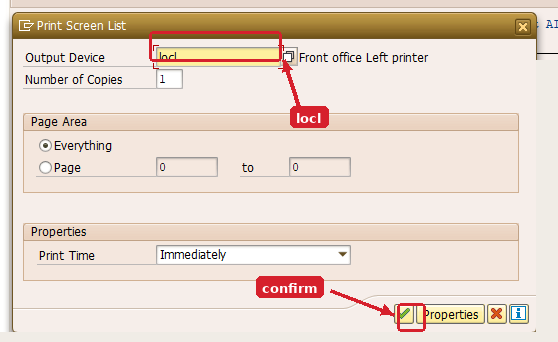 Print Screen List
AI
Output Device locl Front office Left printer
Number of Copies 1
locl
Page Area
Everything
Page 0 to 0
Properties
Print Time Immediately
confirm
Properties